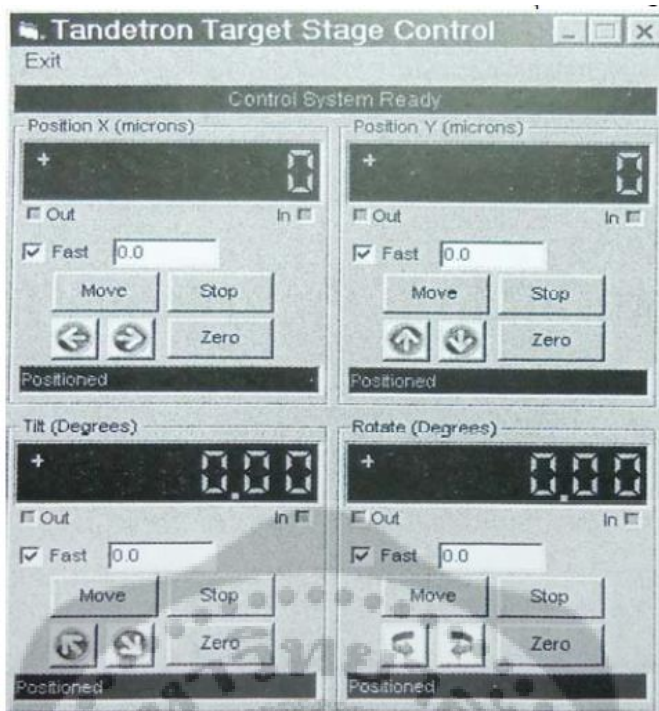 Tandetron Target Stage Control
Exit
Control System Ready
Position X (microns)
+ 0
Out In
Fast 0.0
Move Stop
Zero
Positioned
Position Y (microns)
+ 0
Out In
Fast 0.0
Move Stop
Zero
Positioned
Tilt (Degrees)
+ 0.00
Out In
Fast 0.0
Move Stop
Zero
Positioned
Rotate (Degrees)
+ 0.00
Out In
Fast 0.0
Move Stop
Zero
Positioned